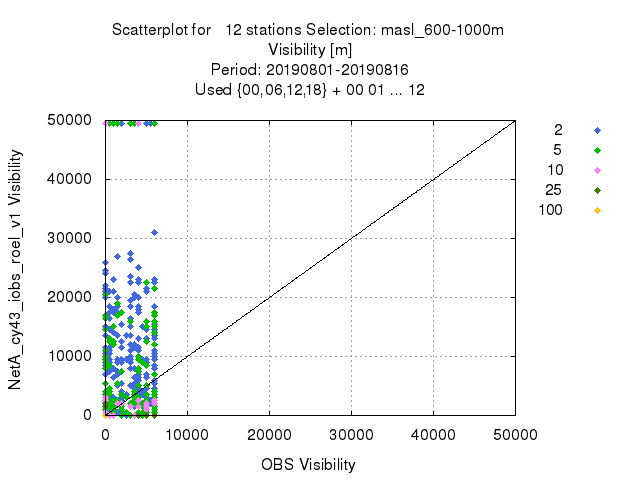 Scatterplot for 12 stations Selection: masl_600-1000m
Visibility [m]
Period: 20190801-20190816
Used {00,06,12,18} + 00 01 ... 12
50000
40000
30000
20000
10000
0
NetA_cy43_iobs_roel_v1 Visibility
0 10000 20000 30000 40000 50000
OBS Visibility
2
5
10
25
100